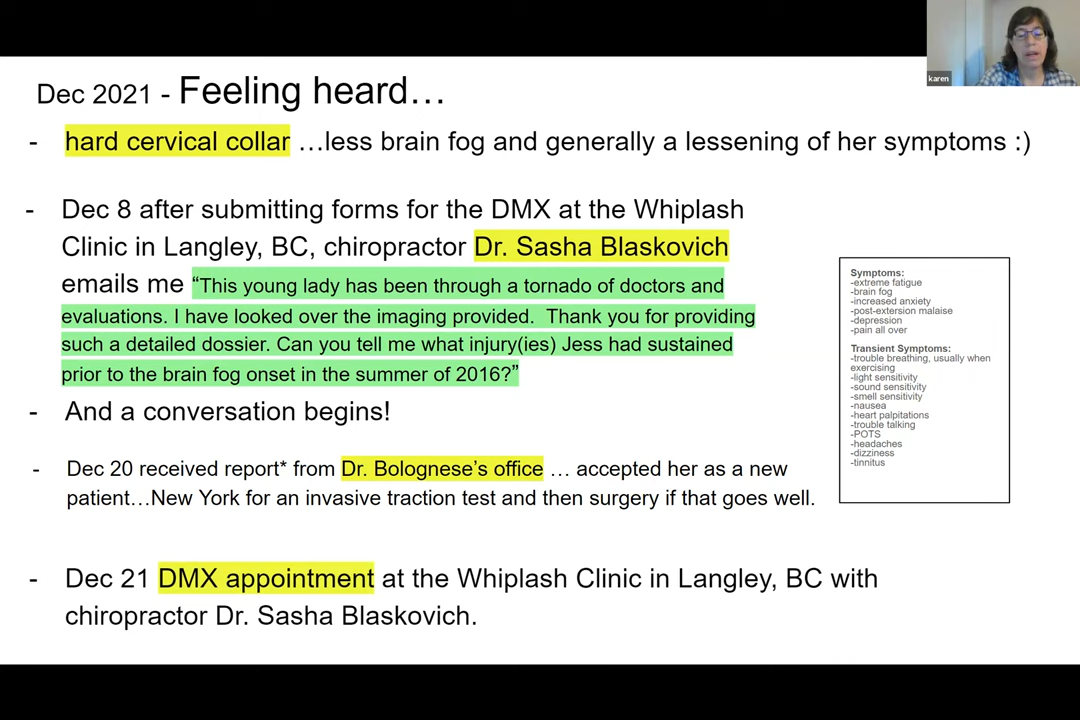 karen
Dec 2021 - Feeling heard…
- hard cervical collar …less brain fog and generally a lessening of her symptoms :)
- Dec 8 after submitting forms for the DMX at the Whiplash
Clinic in Langley, BC, chiropractor Dr. Sasha Blaskovich
emails me “This young lady has been through a tornado of doctors and
evaluations. I have looked over the imaging provided.  Thank you for providing
such a detailed dossier. Can you tell me what injury(ies) Jess had sustained
prior to the brain fog onset in the summer of 2016?”
- And a conversation begins!
- Dec 20 received report* from Dr. Bolognese’s office … accepted her as a new
patient…New York for an invasive traction test and then surgery if that goes well.
- Dec 21 DMX appointment at the Whiplash Clinic in Langley, BC with
chiropractor Dr. Sasha Blaskovich.
Symptoms:
-extreme fatigue
-brain fog
-increased anxiety
-post-extersion malaise
-depression
-pain all over
Transient Symptoms:
-trouble breathing, usually when
exercising
-light sensitivity
-sound sensitivity
-smell sensitivity
-nausea
-heart palpitations
-trouble talking
-POTS
-headaches
-dizziness
-tinnitus